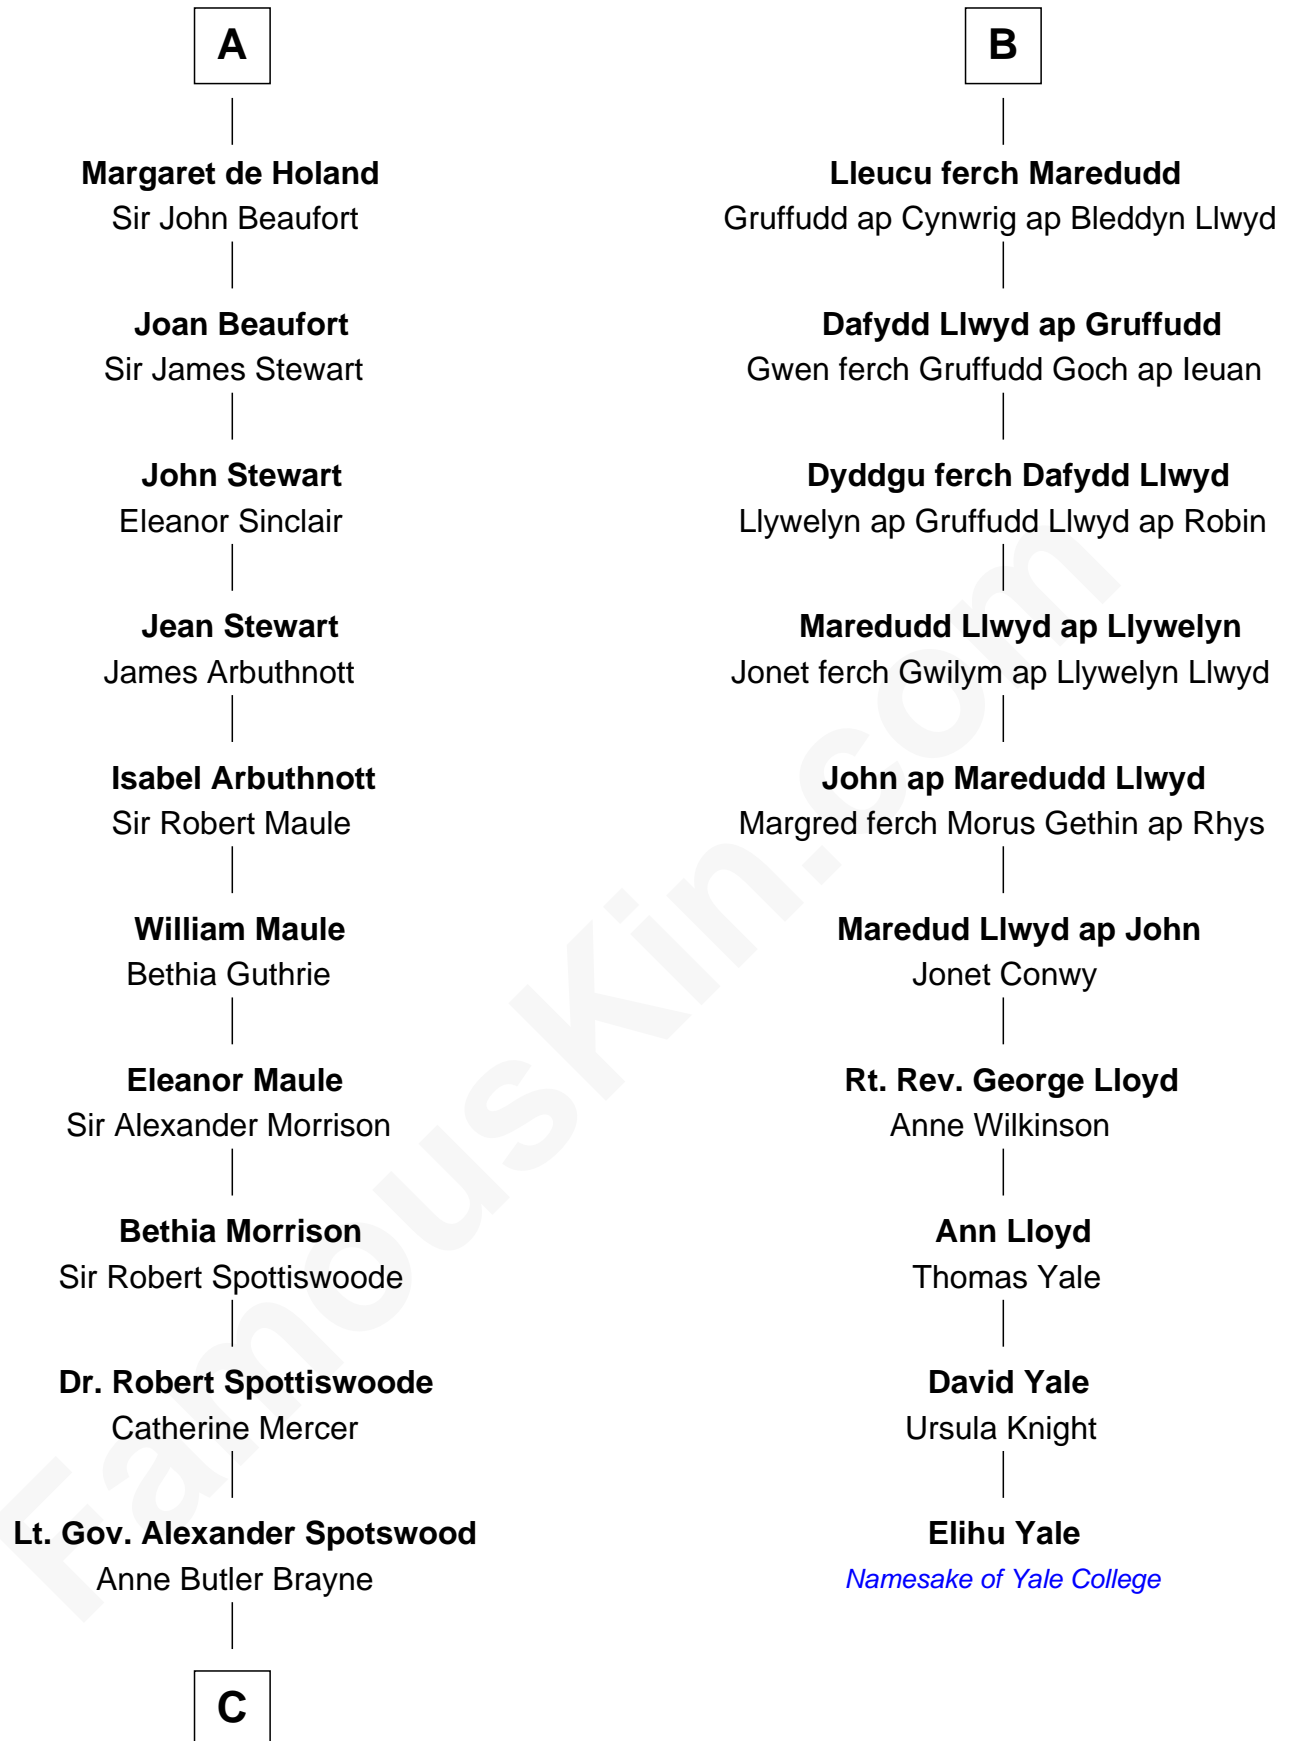 A
Margaret de Holand
Sir John Beaufort
Joan Beaufort
Sir James Stewart
John Stewart
Eleanor Sinclair
Jean Stewart
James Arbuthnott
Isabel Arbuthnott
Sir Robert Maule
William Maule
Bethia Guthrie
Eleanor Maule
Sir Alexander Morrison
Bethia Morrison
Sir Robert Spottiswoode
Dr. Robert Spottiswoode
Catherine Mercer
Lt. Gov. Alexander Spotswood
Anne Butler Brayne
C
B
Lleucu ferch Maredudd
Gruffudd ap Cynwrig ap Bleddyn Llwyd
Dafydd Llwyd ap Gruffudd
Gwen ferch Gruffudd Goch ap Ieuan
Dyddgu ferch Dafydd Llwyd
Llywelyn ap Gruffudd Llwyd ap Robin
Maredudd Llwyd ap Llywelyn
Jonet ferch Gwilym ap Llywelyn Llwyd
John ap Maredudd Llwyd
Margred ferch Morus Gethin ap Rhys
Maredud Llwyd ap John
Jonet Conwy
Rt. Rev. George Lloyd
Anne Wilkinson
Ann Lloyd
Thomas Yale
David Yale
Ursula Knight
Elihu Yale
Namesake of Yale College
FamousKin.com